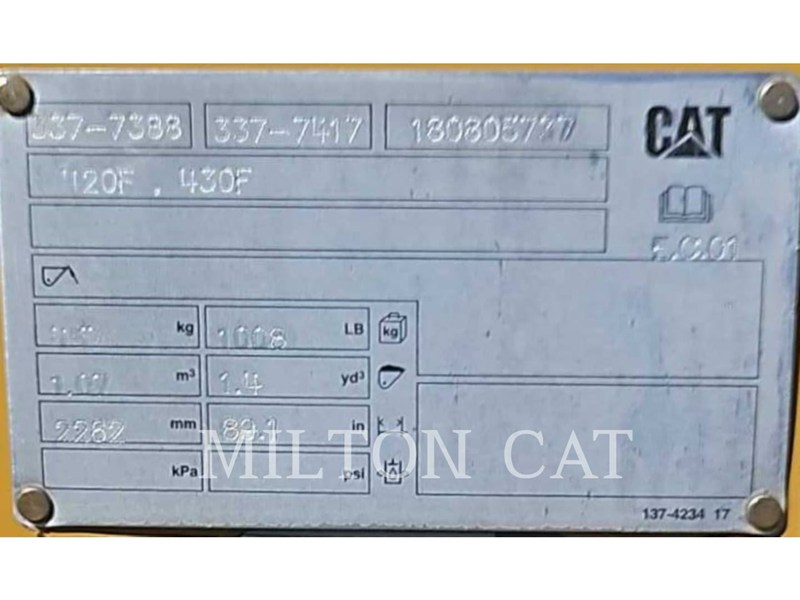 337-7388 337-7417 180805727 CAT
420F , 430F
kg 1008 LB kg
m³ 1.4 yd³
2262 mm 89.1 in
kPa psi
MILTON CAT
137-4234 17